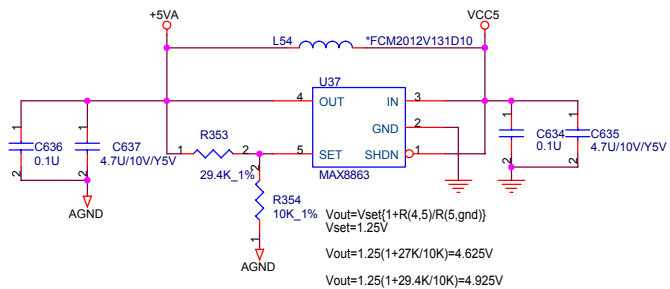 +5VA
VCC5
L54
*FCM2012V131D10
U37
4
OUT
IN
3
GND
2
5
SET
SHDN
1
MAX8863
1
R353
2
29.4K_1%
2
R354
10K_1%
1
AGND
1
C636
0.1U
2
1
C637
4.7U/10V/Y5V
2
AGND
1
C634
0.1U
2
1
C635
4.7U/10V/Y5V
2
Vout=Vset{1+R(4,5)/R(5,gnd)}
Vset=1.25V
Vout=1.25(1+27K/10K)=4.625V
Vout=1.25(1+29.4K/10K)=4.925V